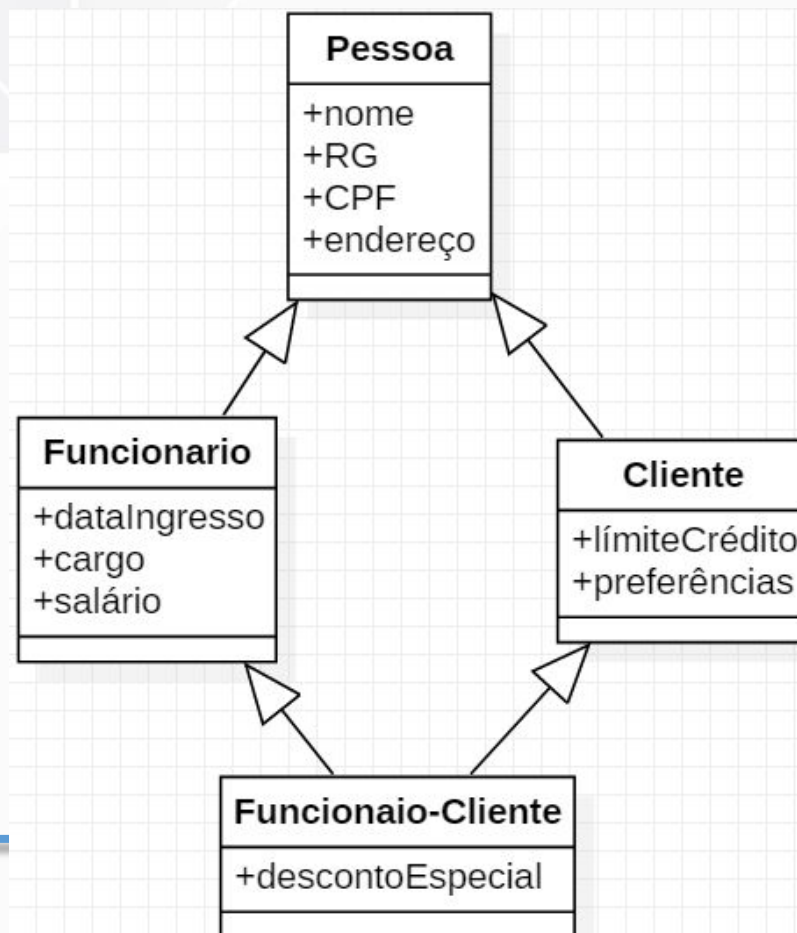 Pessoa
+nome
+RG
+CPF
+endereço
Funcionario
+dataIngresso
+cargo
+salário
Cliente
+límiteCrédito
+preferências
Funcionaio-Cliente
+descontoEspecial